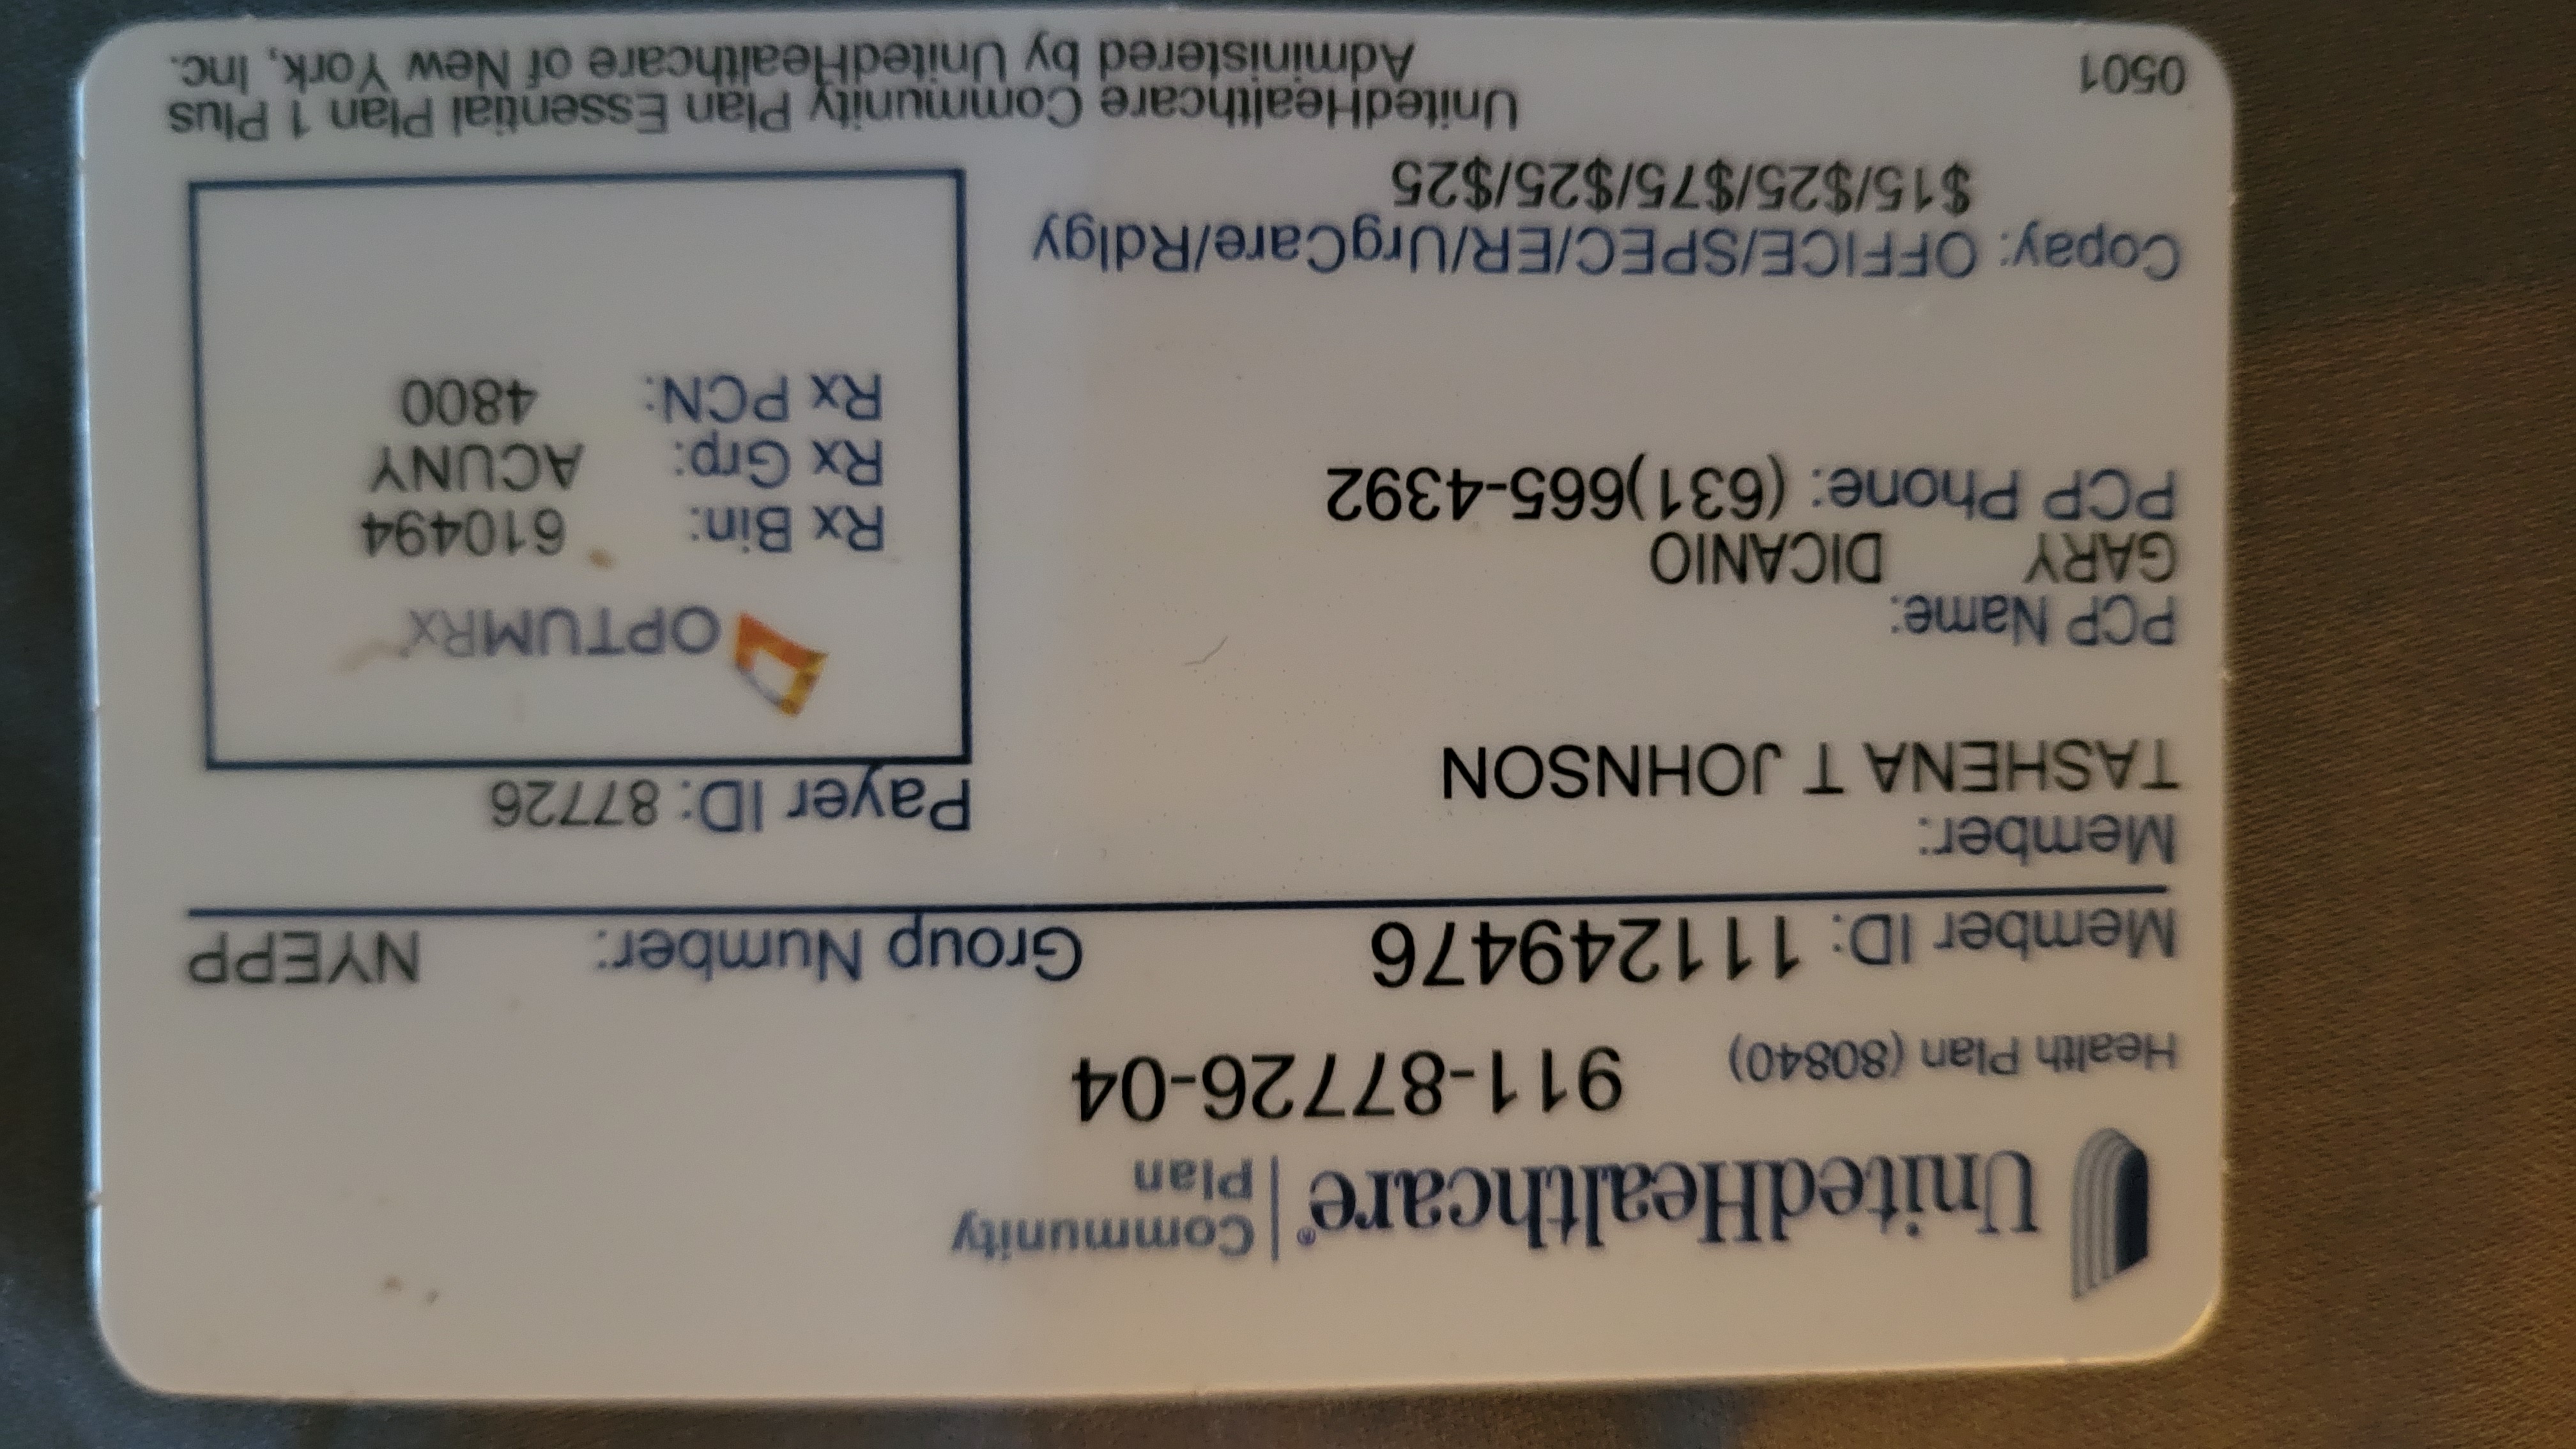 UnitedHealthcare® | Community Plan
Health Plan (80840) 911-87726-04
Member ID: 111249476 Group Number: NYEPP
Member:
TASHENA T JOHNSON
Payer ID: 87726
PCP Name:
GARY DICANIO
PCP Phone: (631)665-4392
OPTUMRx
Rx Bin: 610494
Rx Grp: ACUNY
Rx PCN: 4800
Copay: OFFICE/SPEC/ER/UrgCare/Rdlgy
$15/$25/$75/$25/$25
UnitedHealthcare Community Plan Essential Plan 1 Plus
0501 Administered by UnitedHealthcare of New York, Inc.